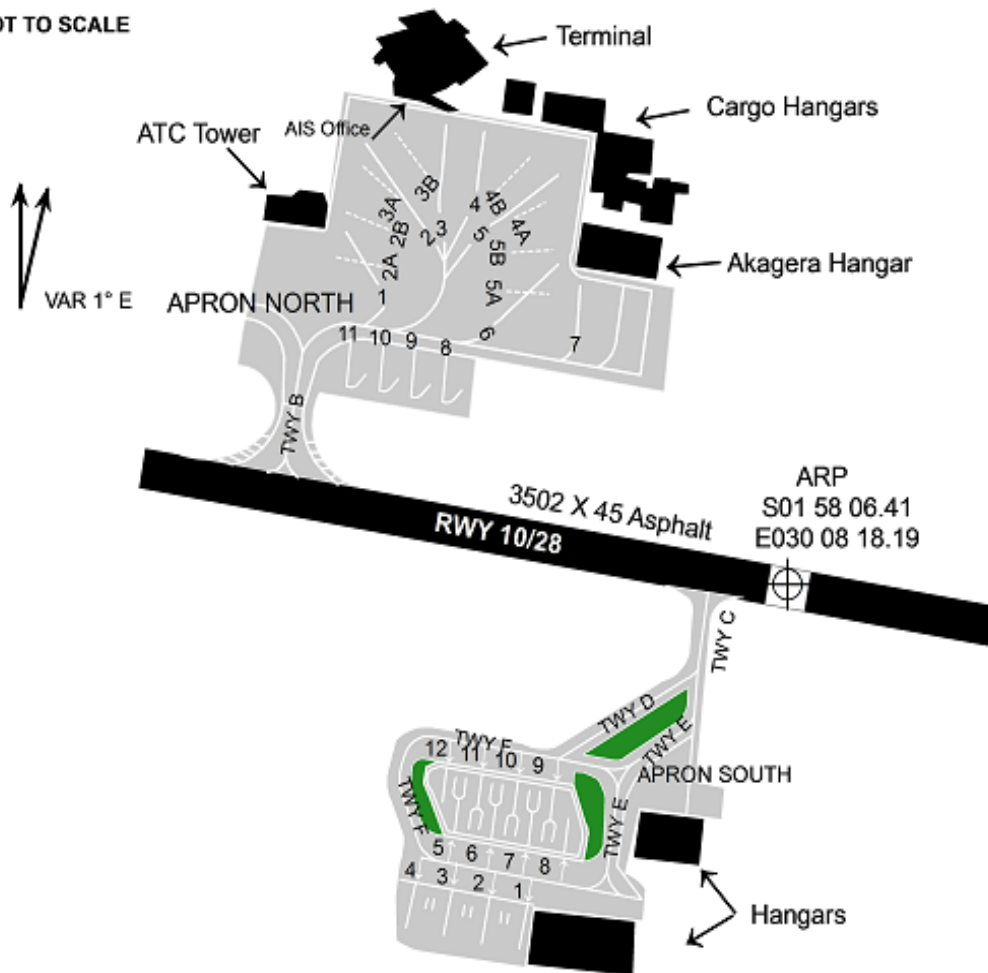 OT TO SCALE
Terminal
Cargo Hangars
AIS Office
ATC Tower
3B
4
4B
3A
4A
2B
2
3
5
5B
Akagera Hangar
2A
5A
VAR 1° E
APRON NORTH
1
11
10
9
8
6
7
TWY B
ARP
S01 58 06.41
E030 08 18.19
3502 X 45 Asphalt
RWY 10/28
TWY C
TWY D
TWY E
TWY F
12
11
10
9
APRON SOUTH
TWY F
TWY E
5
6
7
8
4
3
2
1
Hangars